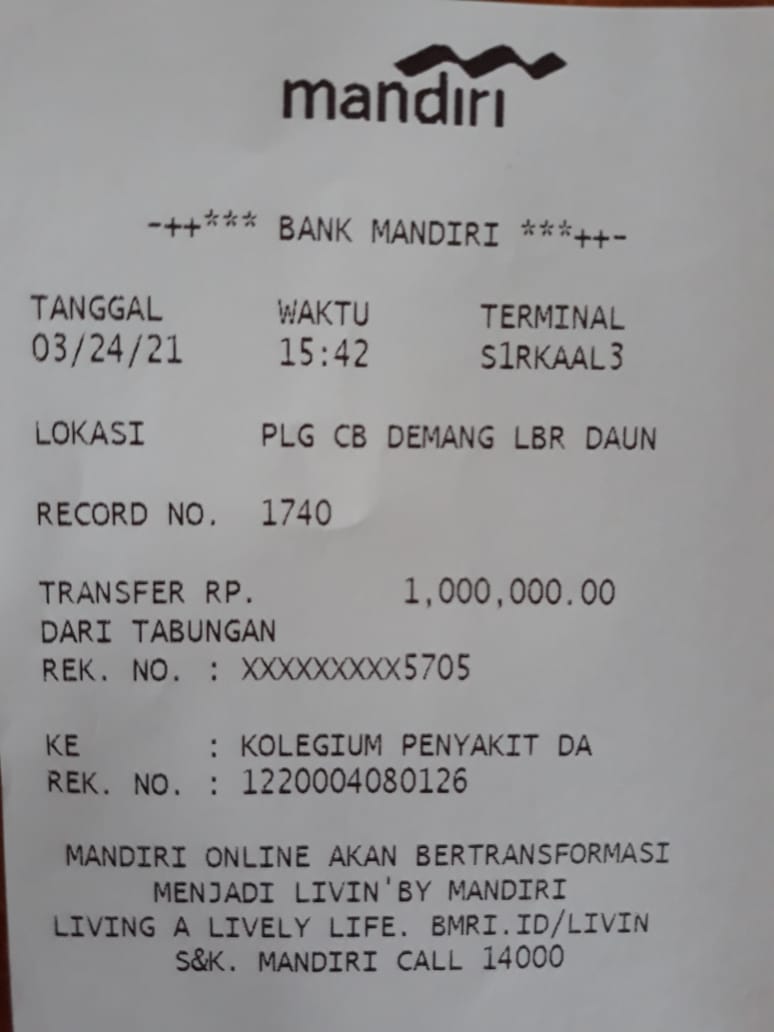 mandiri
-++*** BANK MANDIRI ***++-
TANGGAL WAKTU TERMINAL
03/24/21 15:42 S1RKAAL3
LOKASI PLG CB DEMANG LBR DAUN
RECORD NO. 1740
TRANSFER RP. 1,000,000.00
DARI TABUNGAN
REK. NO. : XXXXXXXXX5705
KE : KOLEGIUM PENYAKIT DA
REK. NO. : 1220004080126
MANDIRI ONLINE AKAN BERTRANSFORMASI
MENJADI LIVIN'BY MANDIRI
LIVING A LIVELY LIFE. BMRI.ID/LIVIN
S&K. MANDIRI CALL 14000